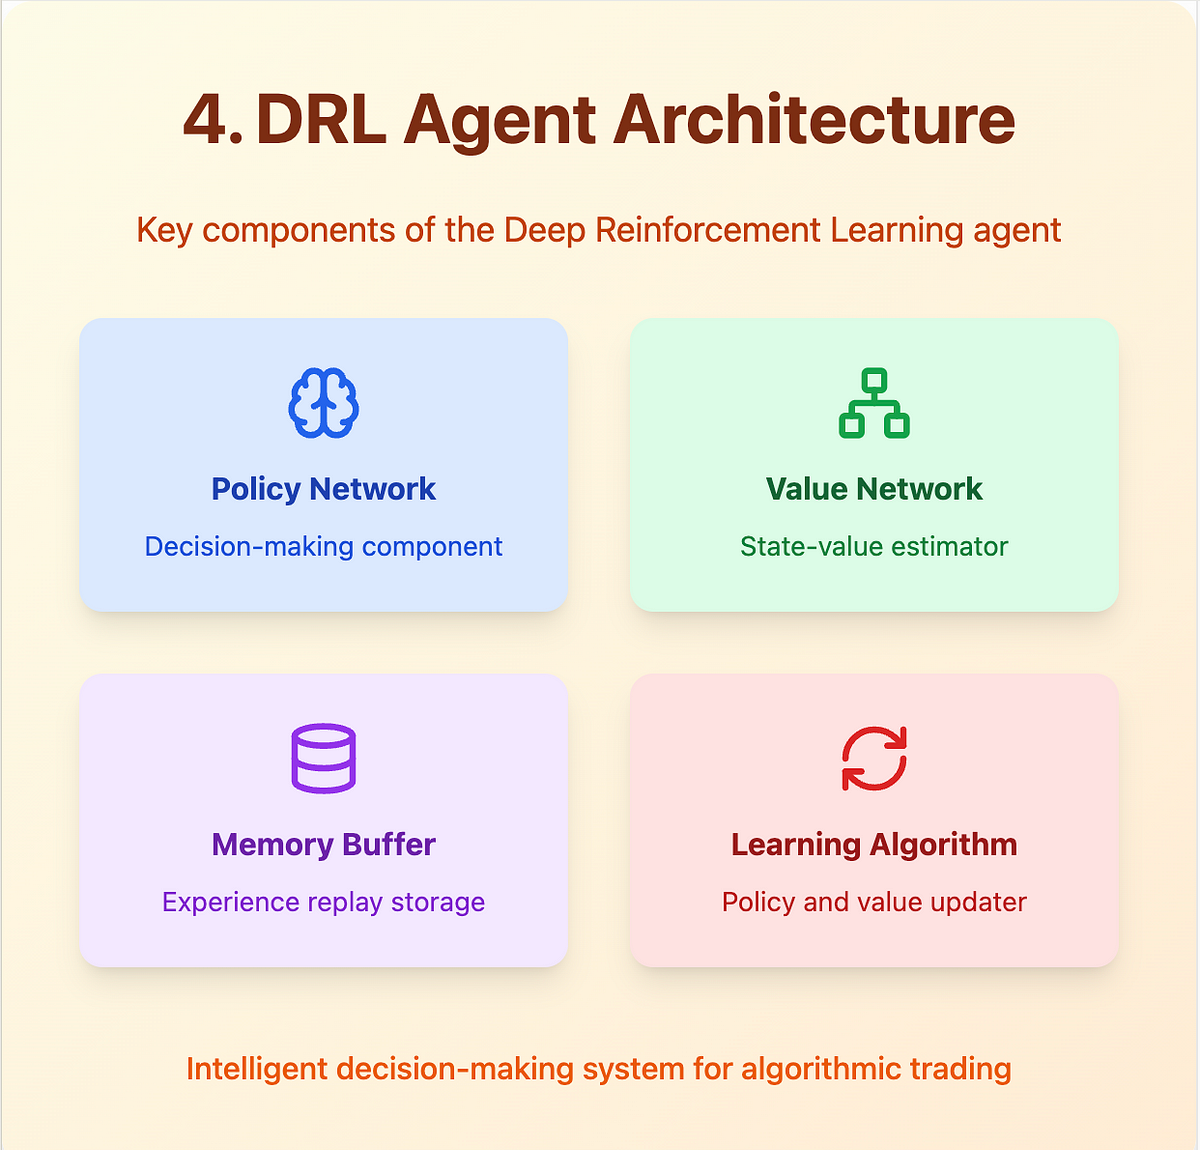 4. DRL Agent Architecture
Key components of the Deep Reinforcement Learning agent
Policy Network
Decision-making component
Value Network
State-value estimator
Memory Buffer
Experience replay storage
Learning Algorithm
Policy and value updater
Intelligent decision-making system for algorithmic trading